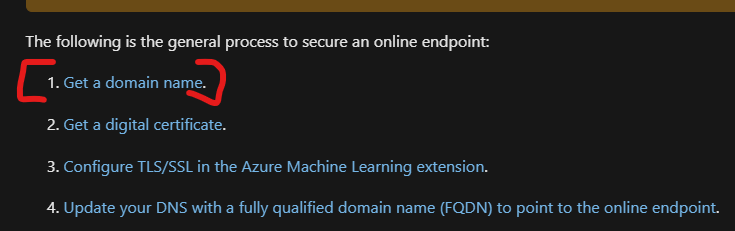 The following is the general process to secure an online endpoint:
1. Get a domain name.
2. Get a digital certificate.
3. Configure TLS/SSL in the Azure Machine Learning extension.
4. Update your DNS with a fully qualified domain name (FQDN) to point to the online endpoint.